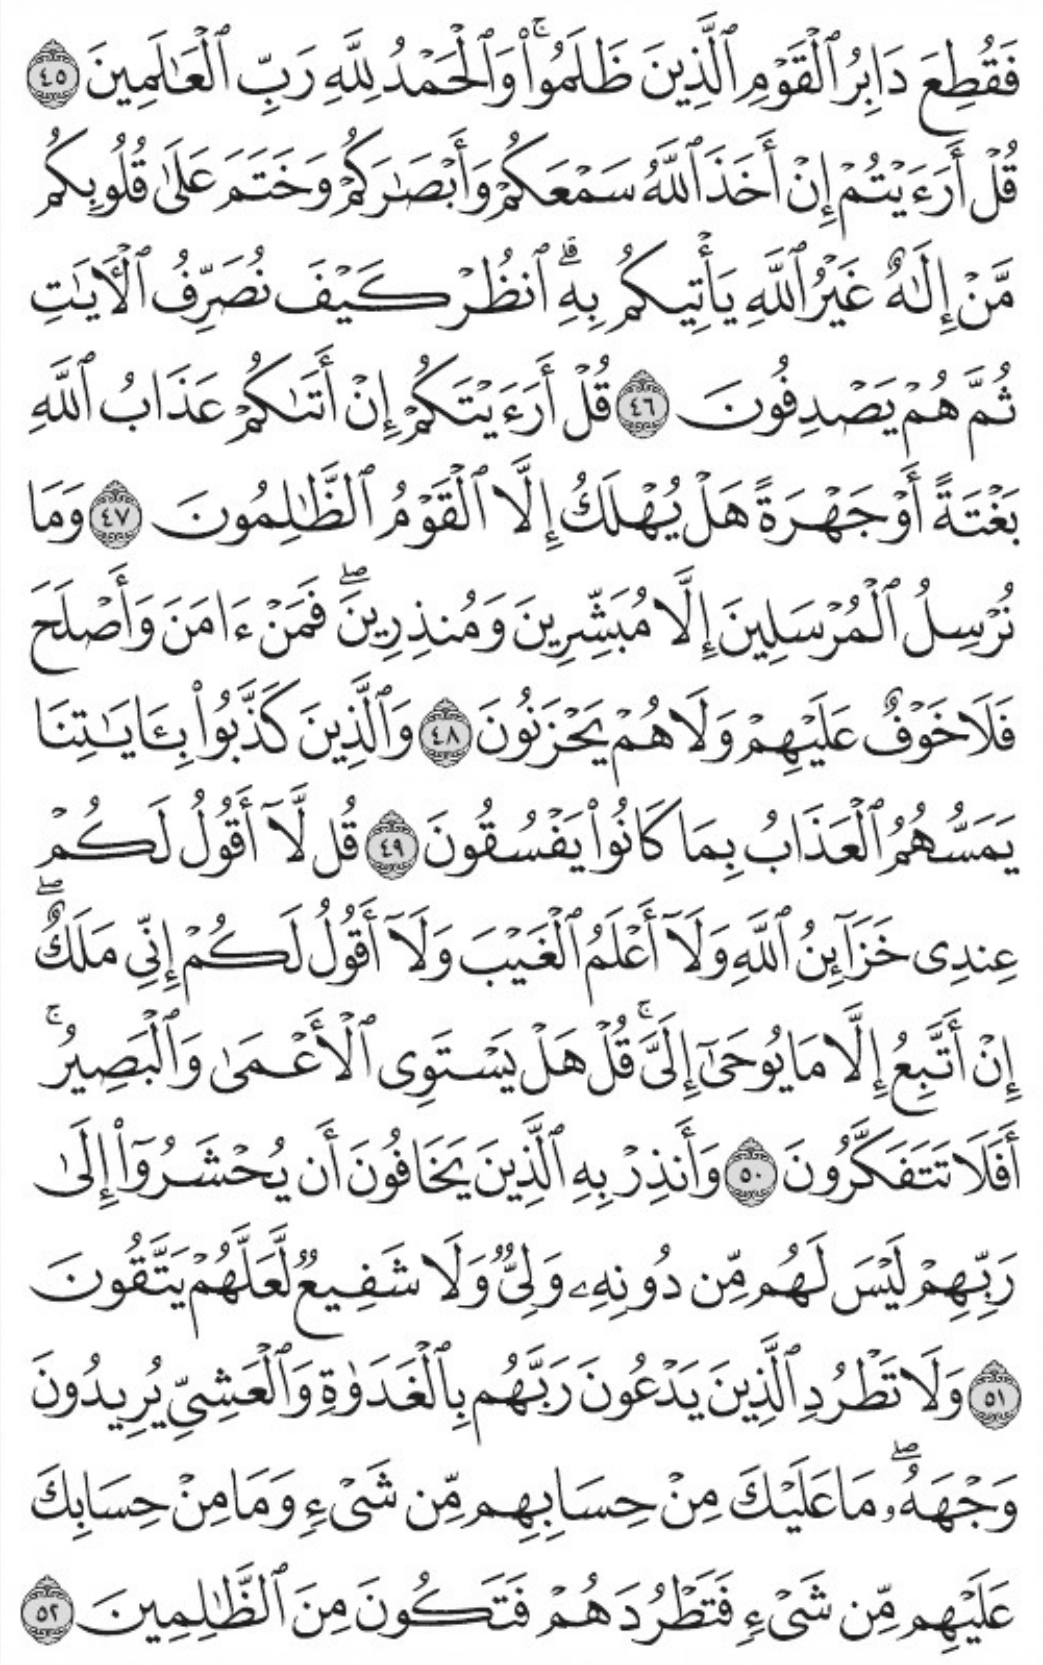 فَقُطِعَ دَابِرُ ٱلْقَوْمِ ٱلَّذِينَ ظَلَمُوا۟ ۚ وَٱلْحَمْدُ لِلَّهِ رَبِّ ٱلْعَٰلَمِينَ ٤٥
قُلْ أَرَءَيْتُمْ إِنْ أَخَذَ ٱللَّهُ سَمْعَكُمْ وَأَبْصَٰرَكُمْ وَخَتَمَ عَلَىٰ قُلُوبِكُم
مَّنْ إِلَٰهٌ غَيْرُ ٱللَّهِ يَأْتِيكُم بِهِ ۗ ٱنظُرْ كَيْفَ نُصَرِّفُ ٱلْءَايَٰتِ
ثُمَّ هُمْ يَصْدِفُونَ ٤٦ قُلْ أَرَءَيْتَكُمْ إِنْ أَتَىٰكُمْ عَذَابُ ٱللَّهِ
بَغْتَةً أَوْ جَهْرَةً هَلْ يُهْلَكُ إِلَّا ٱلْقَوْمُ ٱلظَّٰلِمُونَ ٤٧ وَمَا
نُرْسِلُ ٱلْمُرْسَلِينَ إِلَّا مُبَشِّرِينَ وَمُنذِرِينَ ۖ فَمَنْ ءَامَنَ وَأَصْلَحَ
فَلَا خَوْفٌ عَلَيْهِمْ وَلَا هُمْ يَحْزَنُونَ ٤٨ وَٱلَّذِينَ كَذَّبُوا۟ بِـَٔايَٰتِنَا
يَمَسُّهُمُ ٱلْعَذَابُ بِمَا كَانُوا۟ يَفْسُقُونَ ٤٩ قُل لَّآ أَقُولُ لَكُمْ
عِندِى خَزَآئِنُ ٱللَّهِ وَلَآ أَعْلَمُ ٱلْغَيْبَ وَلَآ أَقُولُ لَكُمْ إِنِّى مَلَكٌ ۖ
إِنْ أَتَّبِعُ إِلَّا مَا يُوحَىٰٓ إِلَىَّ ۚ قُلْ هَلْ يَسْتَوِى ٱلْأَعْمَىٰ وَٱلْبَصِيرُ ۚ
أَفَلَا تَتَفَكَّرُونَ ٥٠ وَأَنذِرْ بِهِ ٱلَّذِينَ يَخَافُونَ أَن يُحْشَرُوٓا۟ إِلَىٰ
رَبِّهِمْ لَيْسَ لَهُم مِّن دُونِهِۦ وَلِىٌّ وَلَا شَفِيعٌ لَّعَلَّهُمْ يَتَّقُونَ
٥١ وَلَا تَطْرُدِ ٱلَّذِينَ يَدْعُونَ رَبَّهُم بِٱلْغَدَوٰةِ وَٱلْعَشِىِّ يُرِيدُونَ
وَجْهَهُۥ ۖ مَا عَلَيْكَ مِنْ حِسَابِهِم مِّن شَىْءٍ وَمَا مِنْ حِسَابِكَ
عَلَيْهِم مِّن شَىْءٍ فَتَطْرُدَهُمْ فَتَكُونَ مِنَ ٱلظَّٰلِمِينَ ٥٢